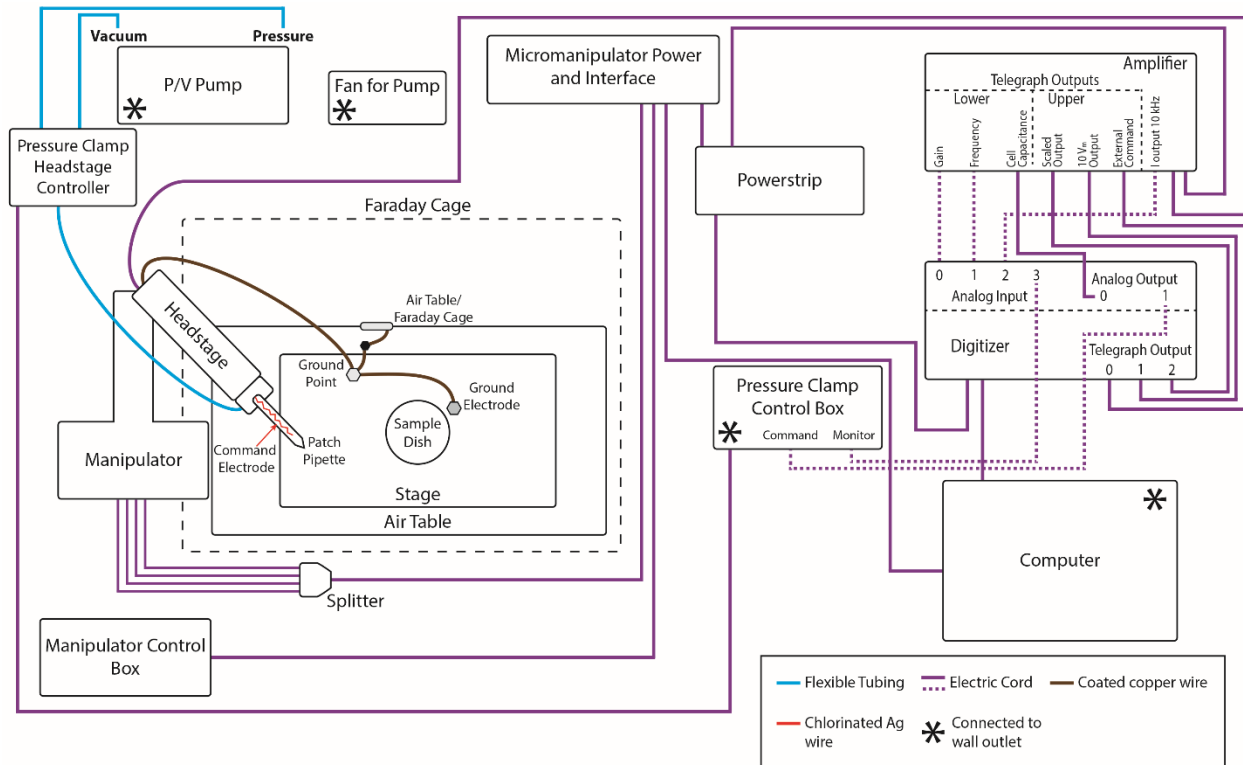 Vacuum
Pressure
P/V Pump
Fan for Pump
Micromanipulator Power
and Interface
Amplifier
Telegraph Outputs
Lower
Upper
Gain
Frequency
Cell
Capacitance
Scaled
Output
10 Vm
Output
External
Command
I output 10 kHz
Pressure Clamp
Headstage
Controller
Powerstrip
Faraday Cage
Headstage
Air Table/
Faraday Cage
Ground
Point
Ground
Electrode
Sample
Dish
Patch
Pipette
Command
Electrode
Stage
Air Table
Manipulator
Splitter
Manipulator Control
Box
0 1 2 3
Analog Input
Analog Output
0 1
Digitizer
Telegraph Output
0 1 2
Pressure Clamp
Control Box
Command Monitor
Computer
Flexible Tubing
Electric Cord
Coated copper wire
Chlorinated Ag
wire
Connected to
wall outlet